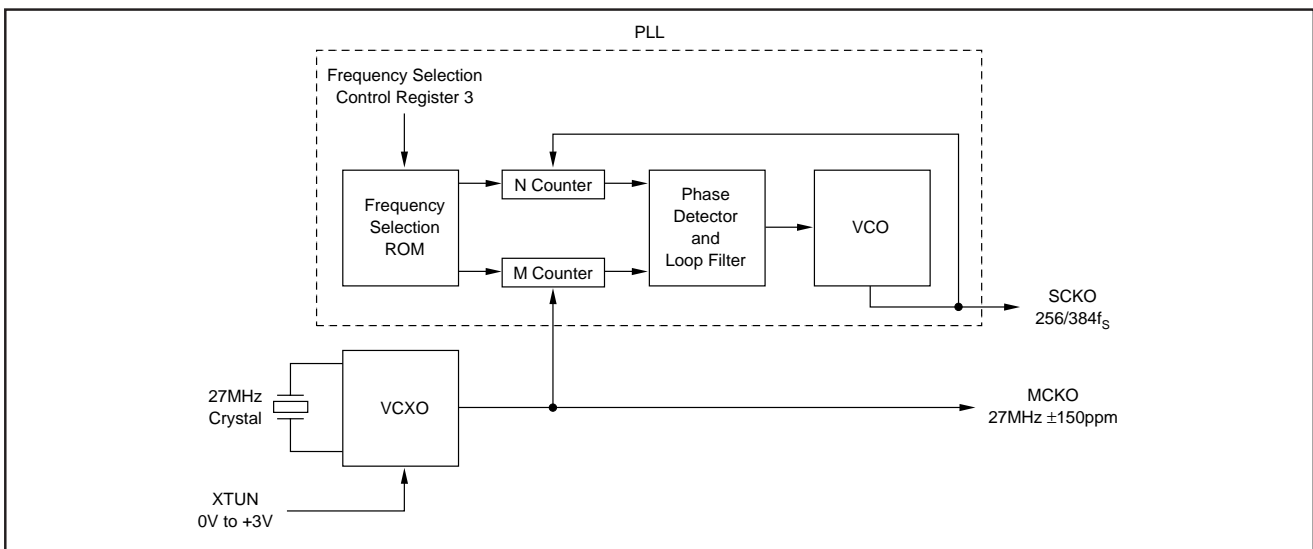 PLL
Frequency Selection
Control Register 3
Frequency
Selection
ROM
N Counter
M Counter
Phase
Detector
and
Loop Filter
VCO
SCKO
256/384fS
27MHz
Crystal
VCXO
MCKO
27MHz ±150ppm
XTUN
0V to +3V